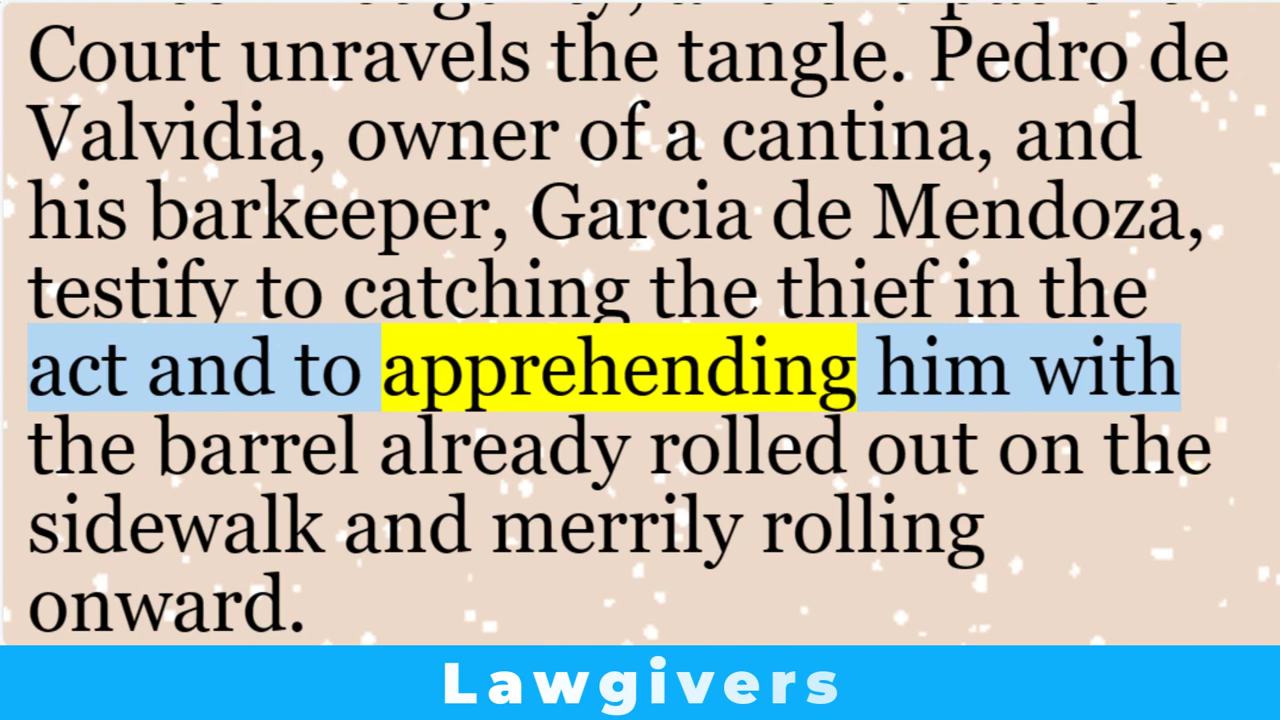 Court unravels the tangle. Pedro de
Valvidia, owner of a cantina, and
his barkeeper, Garcia de Mendoza,
testify to catching the thief in the
act and to apprehending him with
the barrel already rolled out on the
sidewalk and merrily rolling
onward.
Lawgivers